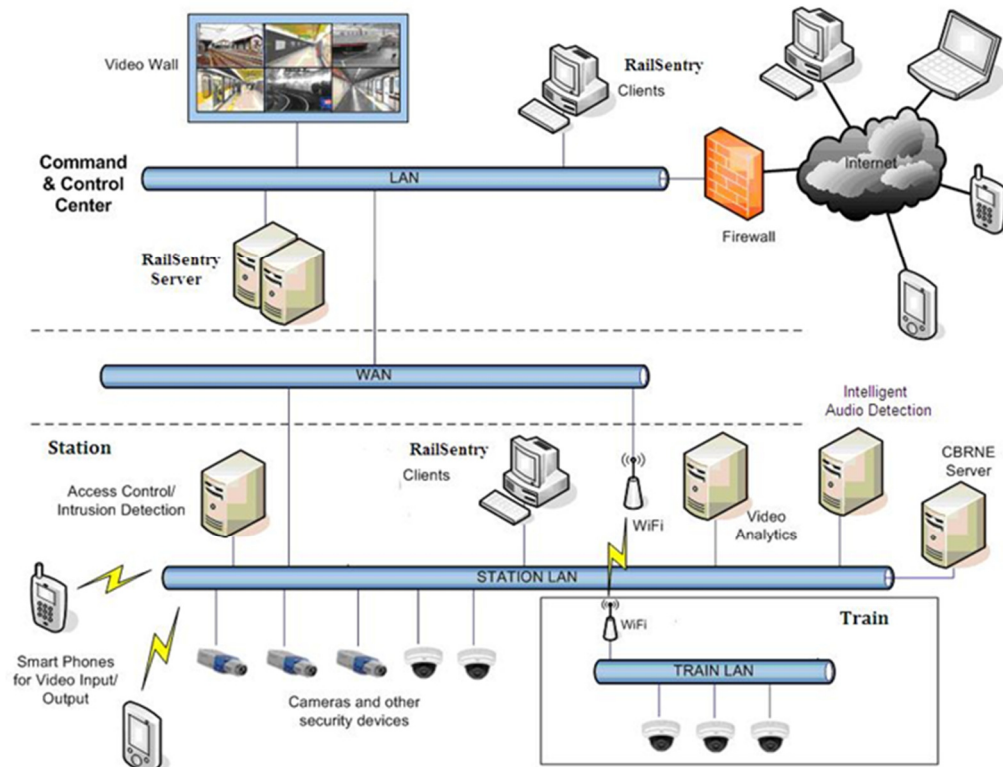 Video Wall
RailSentry
Clients
Command
& Control
Center
LAN
Internet
Firewall
RailSentry
Server
WAN
Intelligent
Audio Detection
Station
RailSentry
Clients
CBRNE
Server
Access Control/
Intrusion Detection
WiFi
Video
Analytics
STATION LAN
WiFi
Train
Smart Phones
for Video Input/
Output
TRAIN LAN
Cameras and other
security devices